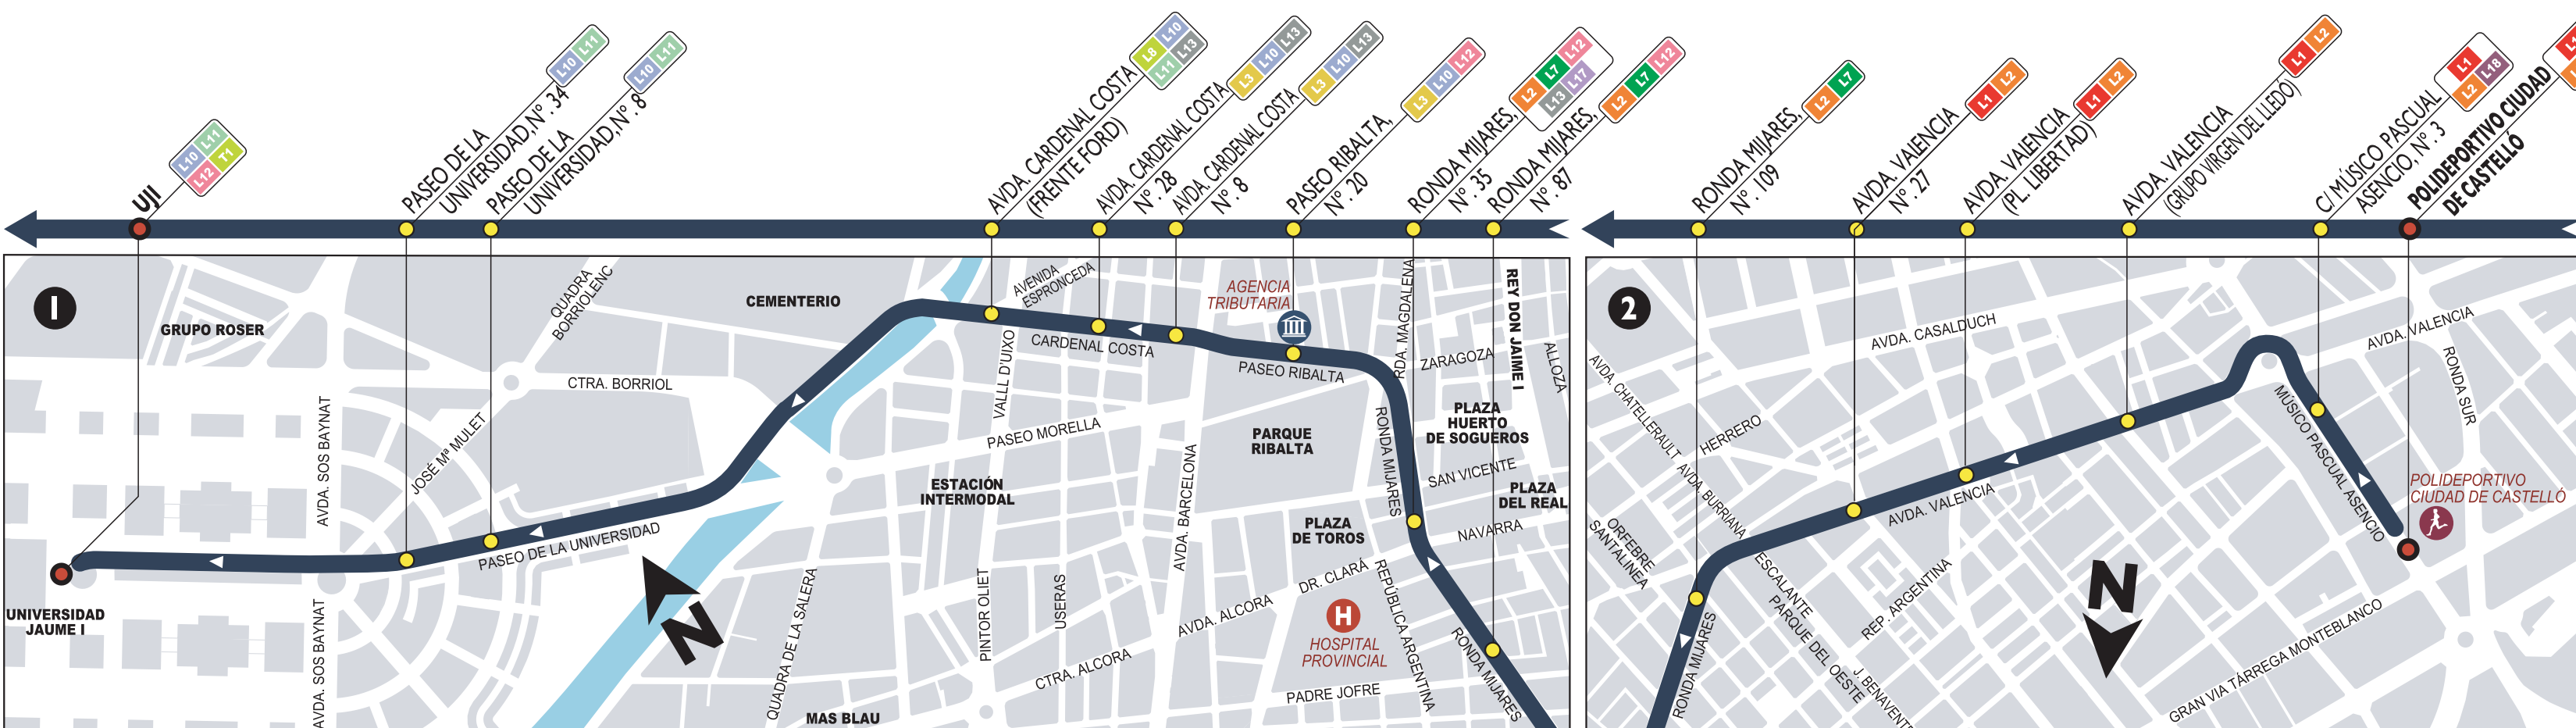 UJI
L10 L11
L12 T1
PASEO DE LA
UNIVERSIDAD, Nº. 34
L10 L11
PASEO DE LA
UNIVERSIDAD, Nº. 8
L10 L11
AVDA. CARDENAL COSTA
(FRENTE FORD)
L8 L10
L11 L13
AVDA. CARDENAL COSTA
Nº. 28
L3 L10 L13
AVDA. CARDENAL COSTA
Nº. 8
L3 L10 L13
PASEO RIBALTA,
Nº. 20
L3 L10 L12
RONDA MIJARES,
Nº. 35
L2 L7 L12
L13 L17
RONDA MIJARES,
Nº. 87
L2 L7 L12
RONDA MIJARES,
Nº. 109
L2 L7
AVDA. VALENCIA
Nº. 27
L1 L2
AVDA. VALENCIA
(PL. LIBERTAD)
L1 L2
AVDA. VALENCIA
(GRUPO VIRGEN DEL LLEDÓ)
L1 L2
C/ MÚSICO PASCUAL
ASENCIO, Nº. 3
L1
L2 L18
POLIDEPORTIVO CIUDAD
DE CASTELLÓ
1
GRUPO ROSER
QUADRA
BORRIOLENC
CEMENTERIO
AVENIDA
ESPRONCEDA
AGENCIA
TRIBUTARIA
RDA. MAGDALENA
REY DON JAIME I
ALLOZA
CARDENAL COSTA
VALL D'UIXO
PASEO RIBALTA
ZARAGOZA
CTRA. BORRIOL
AVDA. SOS BAYNAT
JOSÉ Mª MULET
PASEO MORELLA
PARQUE
RIBALTA
RONDA MIJARES
PLAZA
HUERTO
DE SOGUEROS
SAN VICENTE
ESTACIÓN
INTERMODAL
AVDA. BARCELONA
PLAZA
DE TOROS
PLAZA
DEL REAL
NAVARRA
PASEO DE LA UNIVERSIDAD
N
UNIVERSIDAD
JAUME I
AVDA. SOS BAYNAT
QUADRA DE LA SALERA
PINTOR OLIET
USERAS
AVDA. ALCORA
DR. CLARÁ
REPÚBLICA ARGENTINA
H
HOSPITAL
PROVINCIAL
CTRA. ALCORA
PADRE JOFRE
RONDA MIJARES
MAS BLAU
2
AVDA. CASALDUCH
AVDA. VALENCIA
RONDA SUR
AVDA. CHATELLERAULT
HERRERO
AVDA BURRIANA
MÚSICO PASCUAL ASENCIO
POLIDEPORTIVO
CIUDAD DE CASTELLÓ
AVDA. VALENCIA
ORFEBRE
SANTALINEA
ESCALANTE
PARQUE DEL OESTE
REP. ARGENTINA
N
RONDA MIJARES
J. BENAVENTE
GRAN VIA TÁRREGA MONTEBLANCO